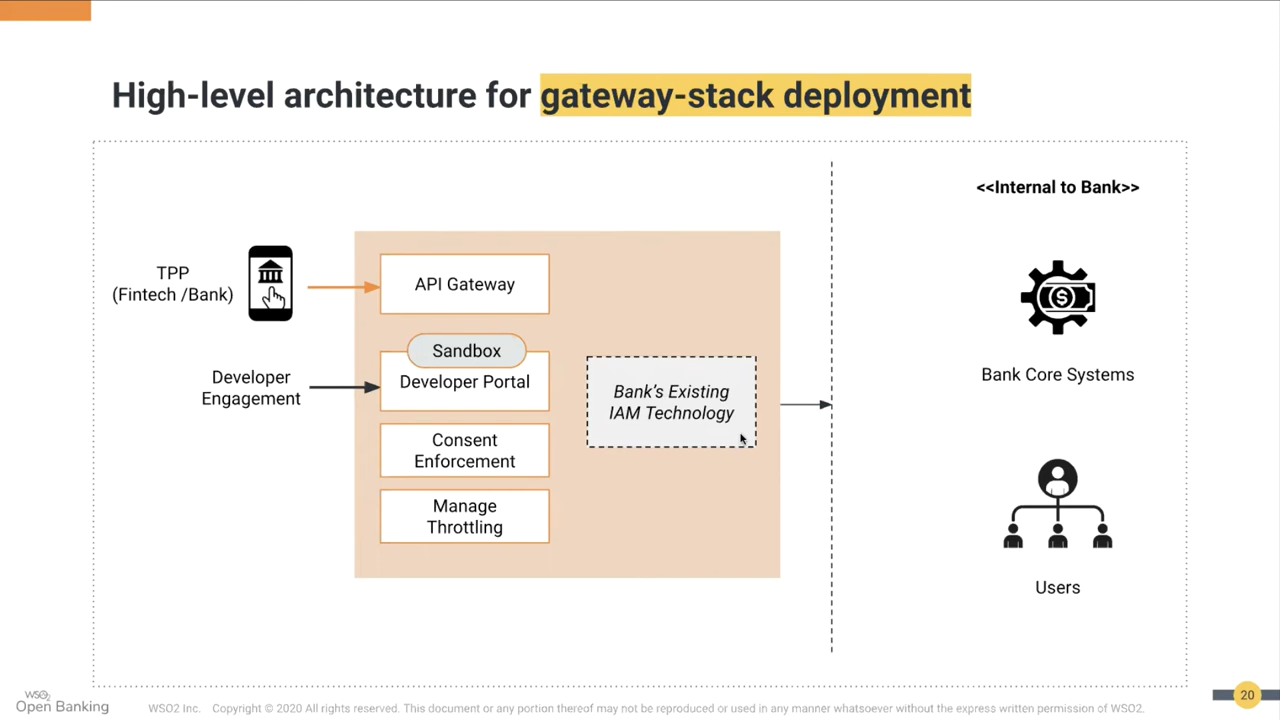 High-level architecture for gateway-stack deployment
<<Internal to Bank>>
TPP
(Fintech /Bank)
API Gateway
Sandbox
Developer Portal
Developer
Engagement
Bank's Existing
IAM Technology
Bank Core Systems
Consent
Enforcement
Manage
Throttling
Users
WSO2
Open Banking
WSO2 Inc. Copyright © 2020 All rights reserved. This document or any portion thereof may not be reproduced or used in any manner whatsoever without the express written permission of WSO2.
20